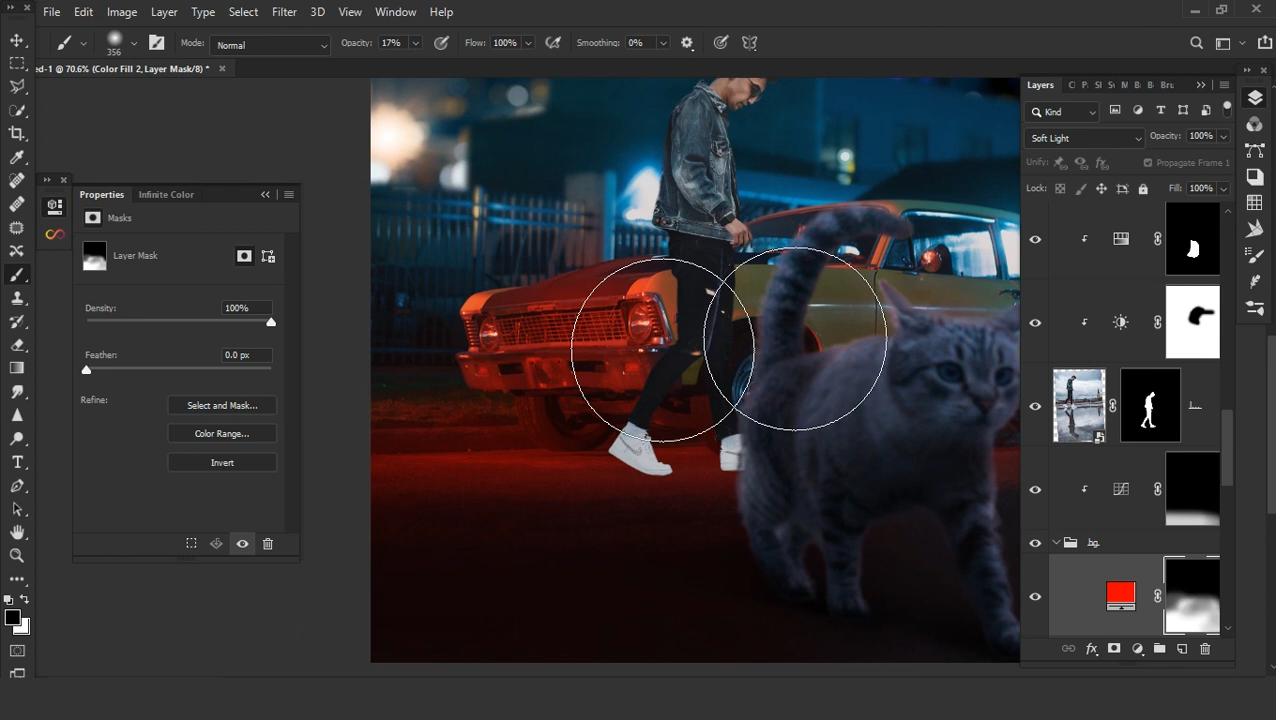 File Edit Image Layer Type Select Filter 3D View Window Help
356 Mode: Normal Opacity: 17% Flow: 100% Smoothing: 0%
ed-1 @ 70.6% (Color Fill 2, Layer Mask/8) *
Properties Infinite Color
Masks
Layer Mask
Density: 100%
Feather: 0.0 px
Refine: Select and Mask...
Color Range...
Invert
Layers
Kind
Soft Light Opacity: 100%
Unify: Propagate Frame 1
Lock: Fill: 100%
bg
fx